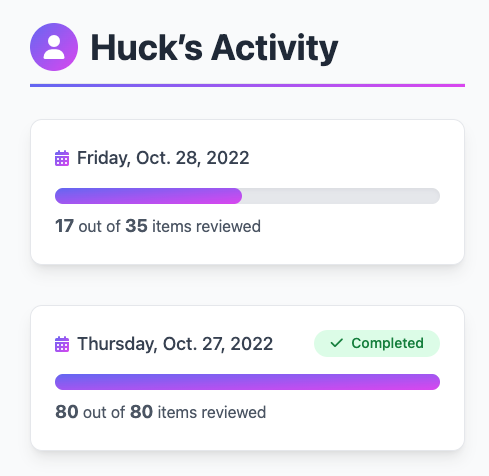 Huck’s Activity
Friday, Oct. 28, 2022
17 out of 35 items reviewed
Thursday, Oct. 27, 2022
Completed
80 out of 80 items reviewed